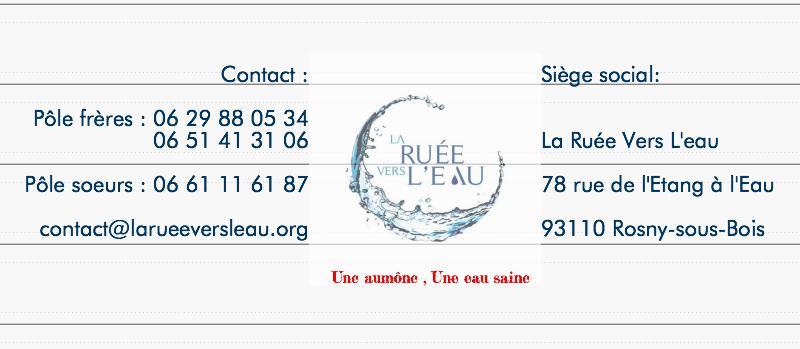 Contact :
Pôle frères : 06 29 88 05 34
06 51 41 31 06
Pôle soeurs : 06 61 11 61 87
contact@larueeversleau.org
LA
RUÉE
VERS
L'EAU
Une aumône , Une eau saine
Siège social:
La Ruée Vers L'eau
78 rue de l'Etang à l'Eau
93110 Rosny-sous-Bois